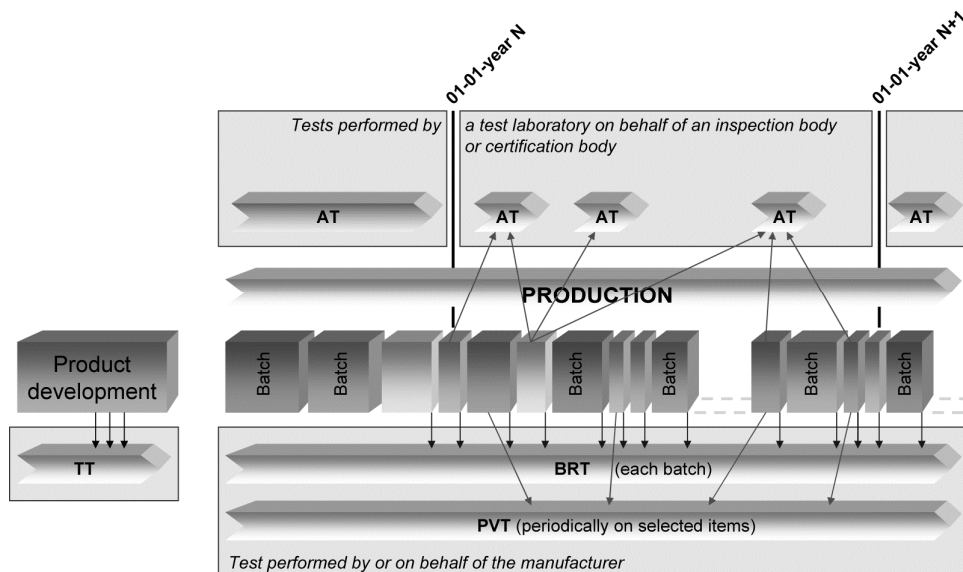 01-01-year N
01-01-year N+1
Tests performed by
a test laboratory on behalf of an inspection body
or certification body
AT
AT
AT
AT
AT
PRODUCTION
Product
development
Batch
Batch
Batch
Batch
Batch
Batch
TT
BRT (each batch)
PVT (periodically on selected items)
Test performed by or on behalf of the manufacturer